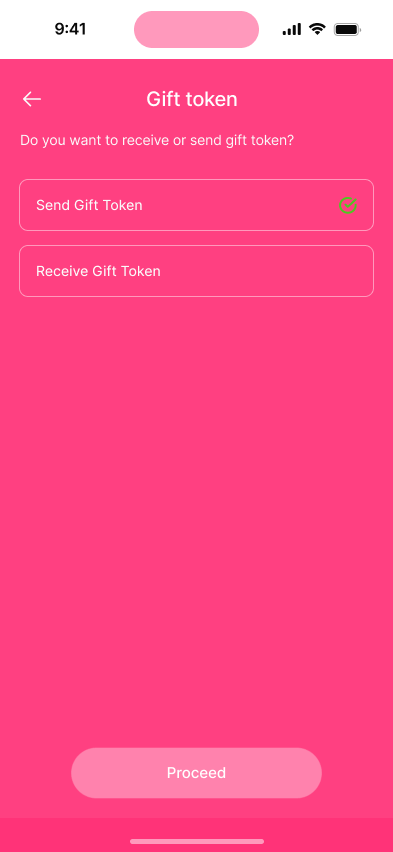 9:41
Gift token
Do you want to receive or send gift token?
Send Gift Token
Receive Gift Token
Proceed